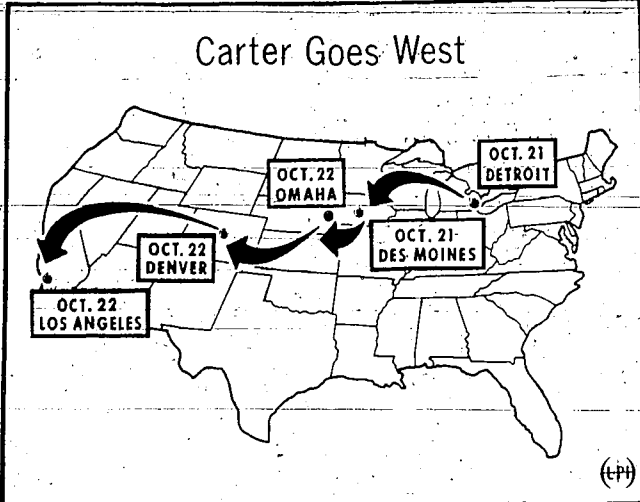 Carter Goes West
OCT. 21
DETROIT
OCT. 22
OMAHA
OCT. 21
DES MOINES
OCT. 22
DENVER
OCT. 22
LOS ANGELES
(UPI)